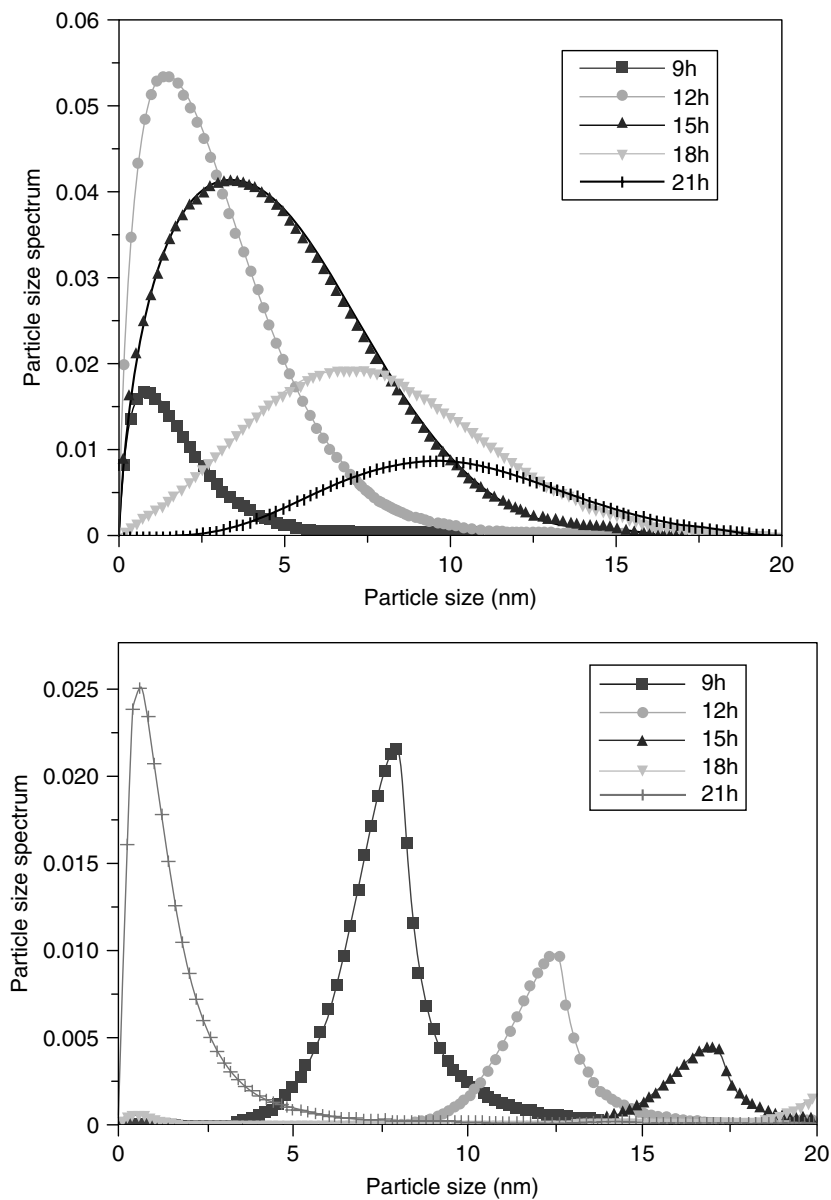 0.06
0.05
0.04
0.03
0.02
0.01
0
Particle size spectrum
9h
12h
15h
18h
21h
0 5 10 15 20
Particle size (nm)
0.025
0.020
0.015
0.010
0.005
0
Particle size spectrum
9h
12h
15h
18h
21h
0 5 10 15 20
Particle size (nm)